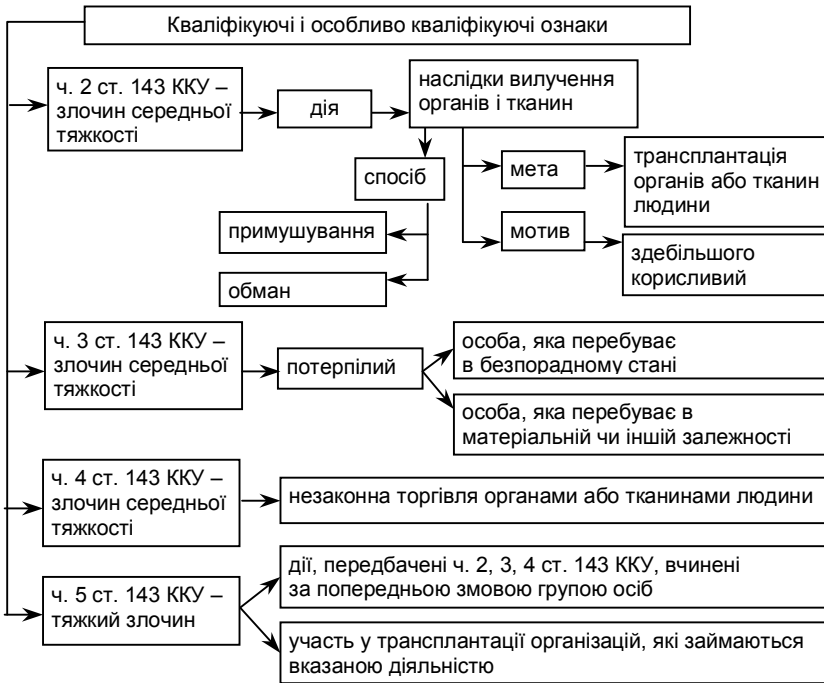 Кваліфікуючі і особливо кваліфікуючі ознаки
ч. 2 ст. 143 ККУ –
злочин середньої
тяжкості
дія
наслідки вилучення
органів і тканин
спосіб
примушування
обман
мета
трансплантація
органів або тканин
людини
мотив
здебільшого
корисливий
ч. 3 ст. 143 ККУ –
злочин середньої
тяжкості
потерпілий
особа, яка перебуває
в безпорадному стані
особа, яка перебуває в
матеріальній чи іншій залежності
ч. 4 ст. 143 ККУ –
злочин середньої
тяжкості
незаконна торгівля органами або тканинами людини
ч. 5 ст. 143 ККУ –
тяжкий злочин
дії, передбачені ч. 2, 3, 4 ст. 143 ККУ, вчинені
за попередньою змовою групою осіб
участь у трансплантації організацій, які займаються
вказаною діяльністю